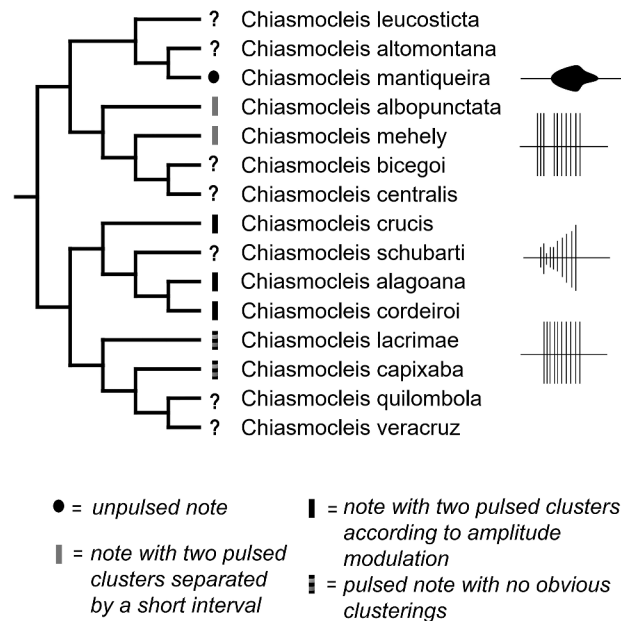 ? Chiasmocleis leucosticta
? Chiasmocleis altomontana
Chiasmocleis mantiqueira
Chiasmocleis albopunctata
Chiasmocleis mehely
? Chiasmocleis bicegoi
? Chiasmocleis centralis
Chiasmocleis crucis
? Chiasmocleis schubarti
Chiasmocleis alagoana
Chiasmocleis cordeiroi
Chiasmocleis lacrimae
Chiasmocleis capixaba
? Chiasmocleis quilombola
? Chiasmocleis veracruz
= unpulsed note
= note with two pulsed
clusters separated
by a short interval
= note with two pulsed clusters
according to amplitude
modulation
= pulsed note with no obvious
clusterings